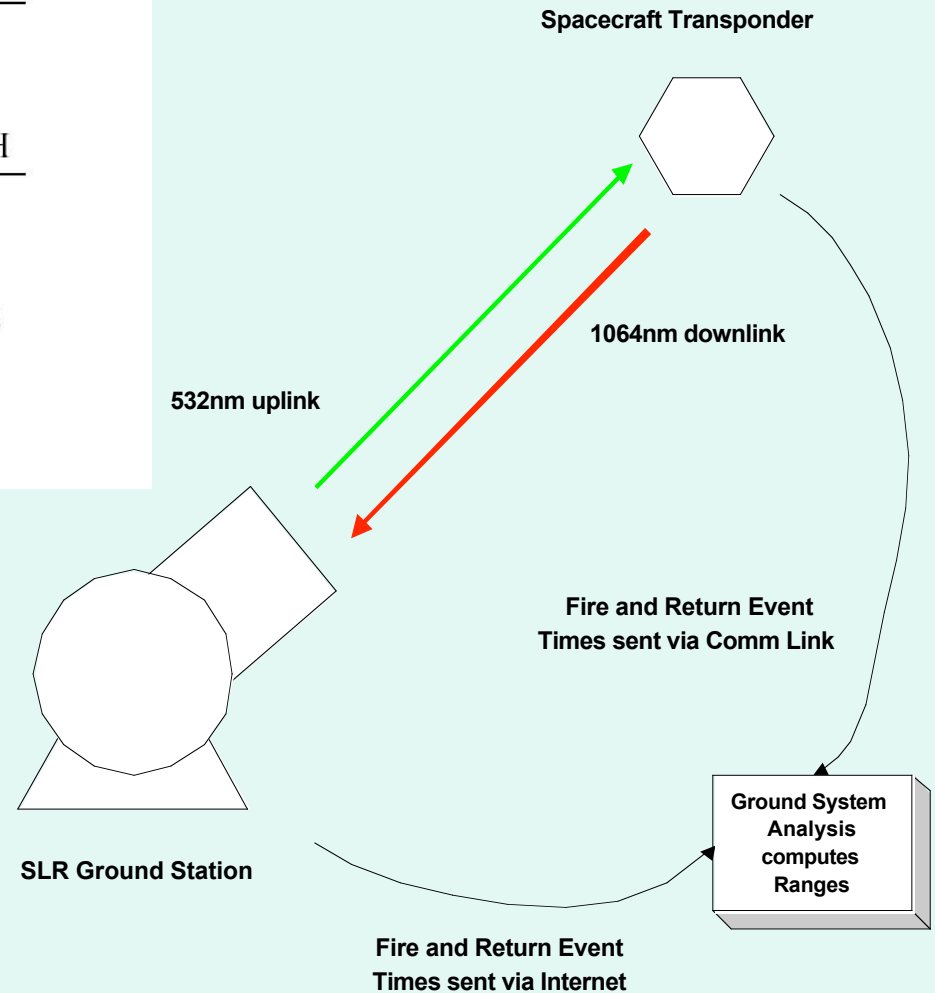 Spacecraft Transponder
1064nm downlink
532nm uplink
Fire and Return Event
Times sent via Comm Link
Ground System
Analysis
computes
Ranges
SLR Ground Station
Fire and Return Event
Times sent via Internet